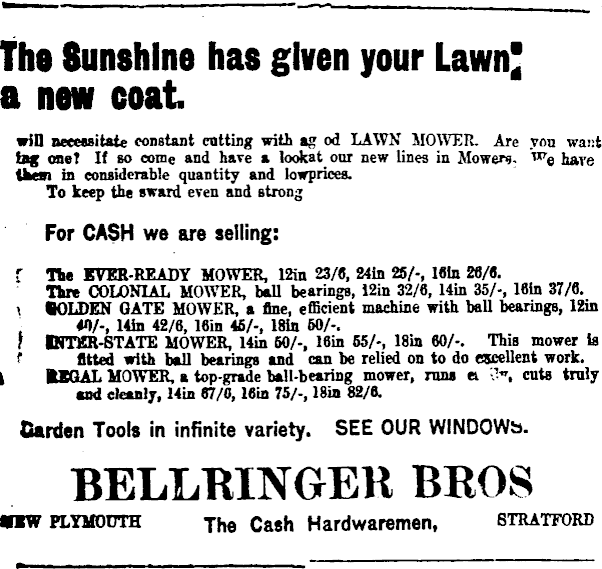 The Sunshine has given your Lawn
a new coat.
will necessitate constant cutting with ag od LAWN MOWER. Are you want
tag one? If so come and have a lookat our new lines in Mowers. We have
them in considerable quantity and lowprices.
To keep the sward even and strong
For CASH we are selling:
The EVER-READY MOWER, 12in 23/6, 24in 25/-, 16in 26/6.
Thre COLONIAL MOWER, ball bearings, 12in 32/6, 14in 35/-, 16in 37/6.
GOLDEN GATE MOWER, a fine, efficient machine with ball bearings, 12in
40/-, 14in 42/6, 16in 45/-, 18in 50/-.
INTER-STATE MOWER, 14in 50/-, 16in 55/-, 18in 60/-. This mower is
fitted with ball bearings and can be relied on to do excellent work.
REGAL MOWER, a top-grade ball-bearing mower, runs cuts truly
and cleanly, 14in 67/6, 16in 75/-, 18in 82/6.
Garden Tools in infinite variety. SEE OUR WINDOWS.
BELLRINGER BROS
NEW PLYMOUTH The Cash Hardwaremen, STRATFORD